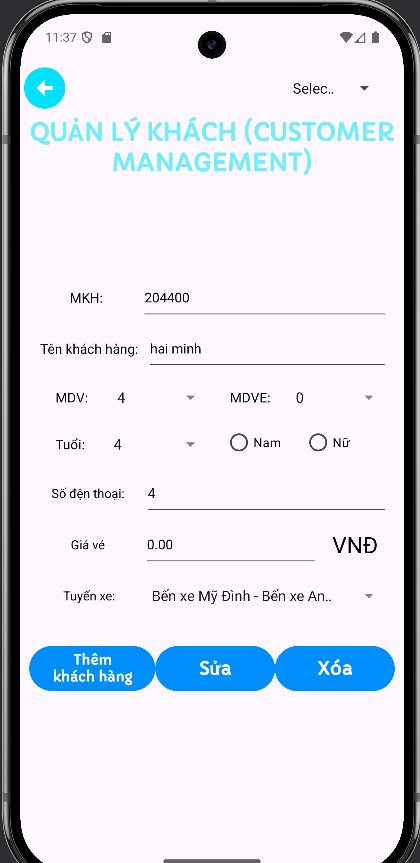 11:37
Selec..
QUẢN LÝ KHÁCH (CUSTOMER
MANAGEMENT)
MKH: 204400
Tên khách hàng: hai minh
MDV: 4 MDVE: 0
Tuổi: 4 Nam Nữ
Số đện thoại: 4
Giá vé 0.00 VNĐ
Tuyến xe: Bến xe Mỹ Đình - Bến xe An..
Thêm
khách hàng
Sửa
Xóa